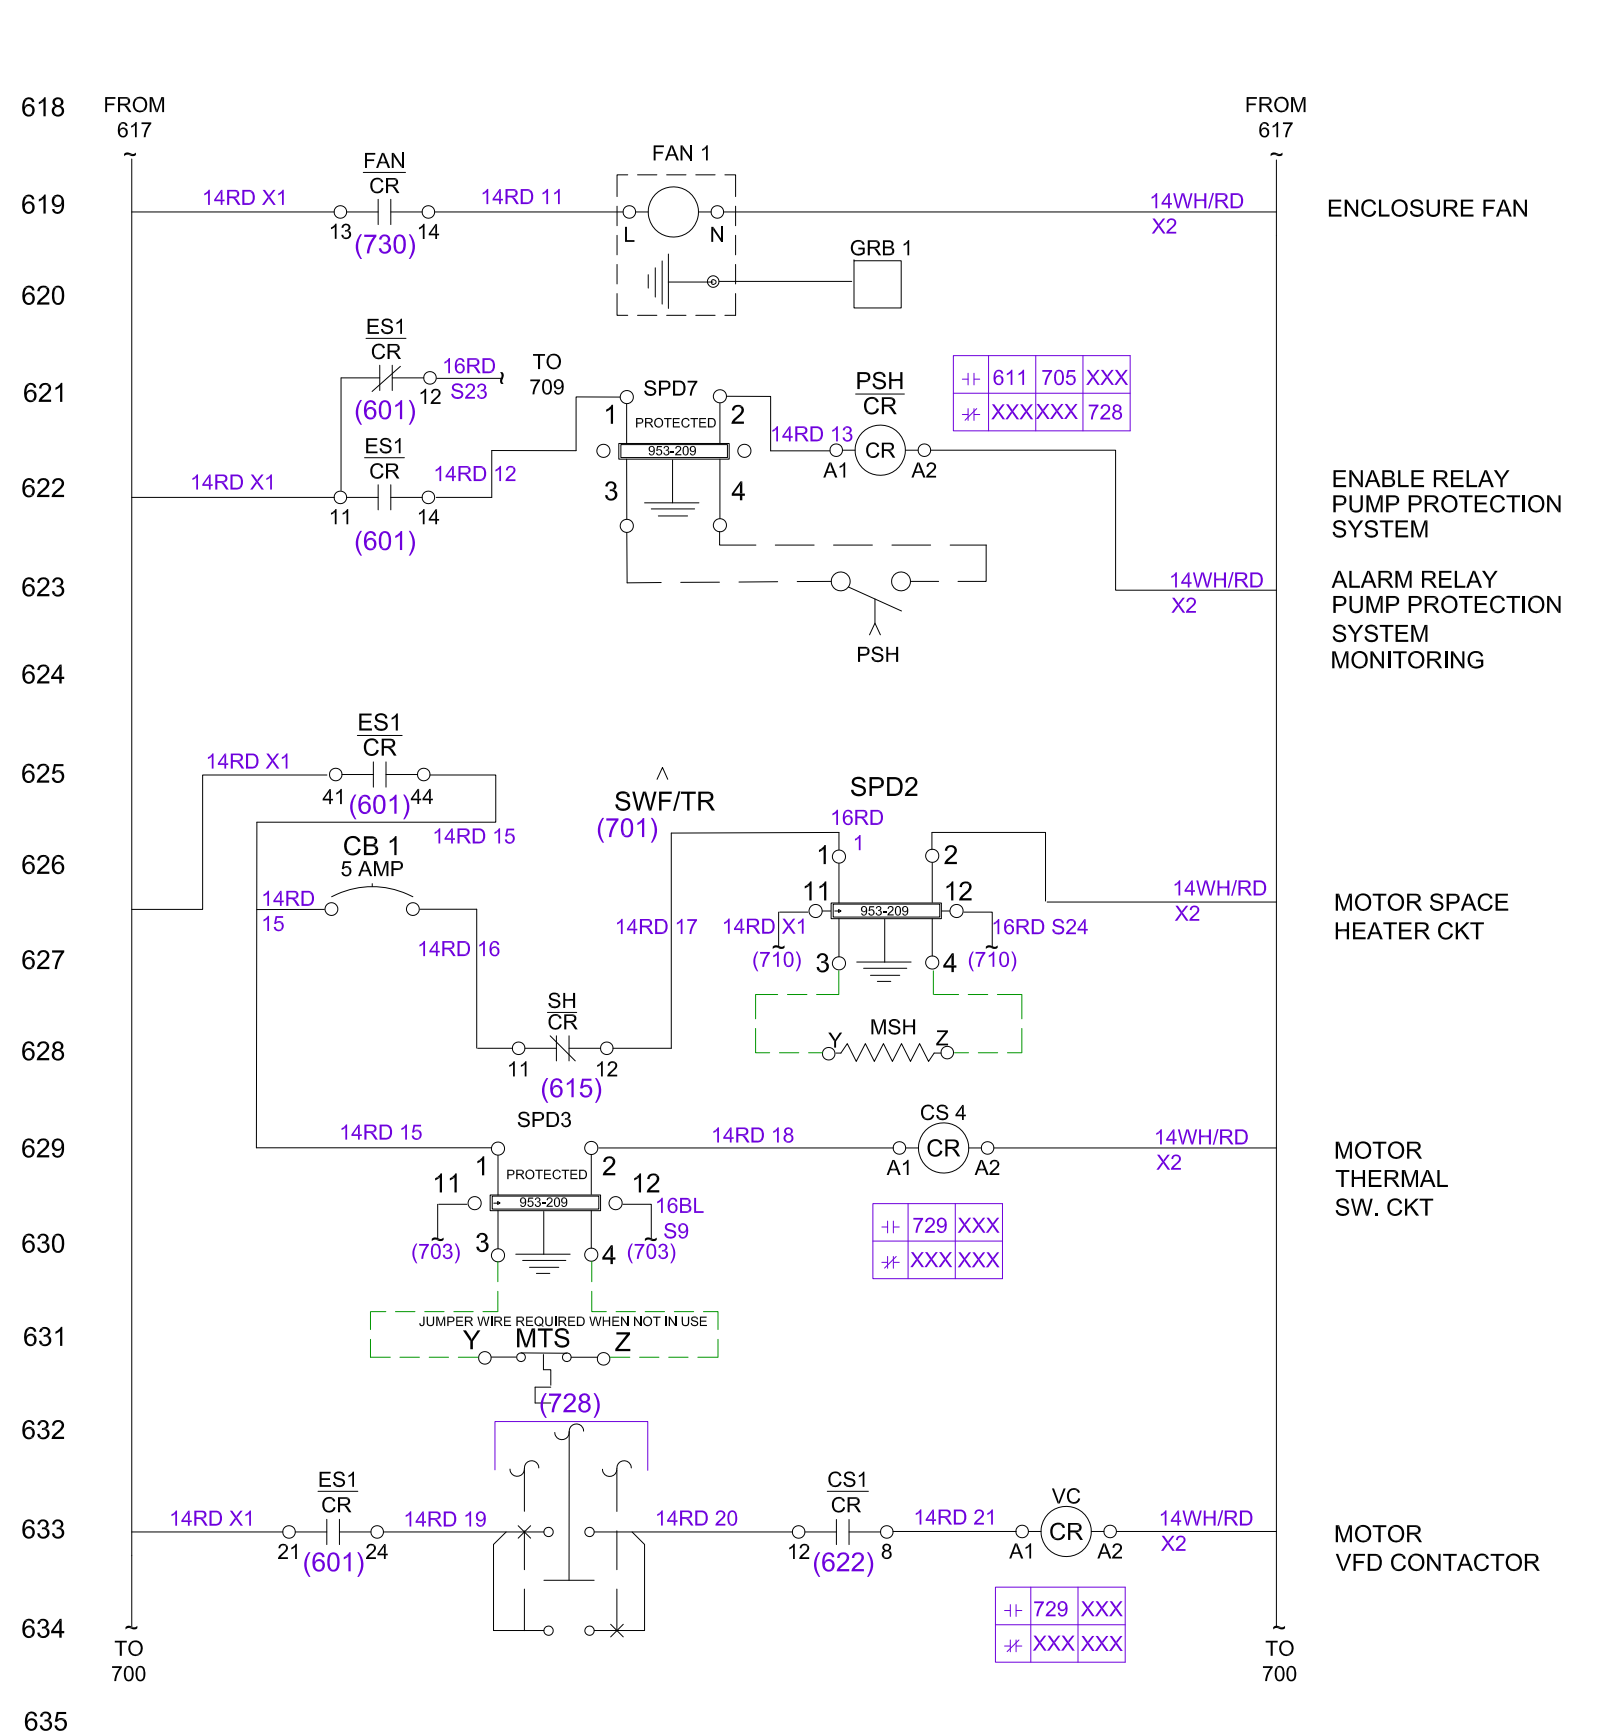 618
FROM
617
FROM
617
619
14RD X1
FAN
CR
13
14
(730)
14RD 11
FAN 1
L
N
14WH/RD
X2
ENCLOSURE FAN
620
GRB 1
621
ES1
CR
(601)
12
16RD
S23
TO
709
SPD7
1
2
PROTECTED
953-209
3
4
14RD 13
PSH
CR
CR
A1
A2
611 705 XXX
XXX XXX 728
622
14RD X1
ES1
CR
11
14
(601)
14RD 12
ENABLE RELAY
PUMP PROTECTION
SYSTEM
623
PSH
14WH/RD
X2
ALARM RELAY
PUMP PROTECTION
SYSTEM
MONITORING
624
625
14RD X1
ES1
CR
41
44
(601)
14RD 15
SWF/TR
(701)
SPD2
16RD
1
626
CB 1
5 AMP
14RD
15
14RD 16
14RD 17
1
2
11
12
953-209
14RD X1
(710)
16RD S24
(710)
3
4
14WH/RD
X2
MOTOR SPACE
HEATER CKT
627
628
SH
CR
11
12
(615)
Y
MSH
Z
629
14RD 15
SPD3
1
2
PROTECTED
11
12
953-209
14RD 18
CS 4
CR
A1
A2
14WH/RD
X2
MOTOR
THERMAL
SW. CKT
630
(703)
3
4
16BL
S9
(703)
729 XXX
XXX XXX
631
JUMPER WIRE REQUIRED WHEN NOT IN USE
Y
MTS
Z
(728)
632
633
14RD X1
ES1
CR
21
24
(601)
14RD 19
14RD 20
CS1
CR
12
8
(622)
14RD 21
VC
CR
A1
A2
14WH/RD
X2
MOTOR
VFD CONTACTOR
634
729 XXX
XXX XXX
TO
700
TO
700
635